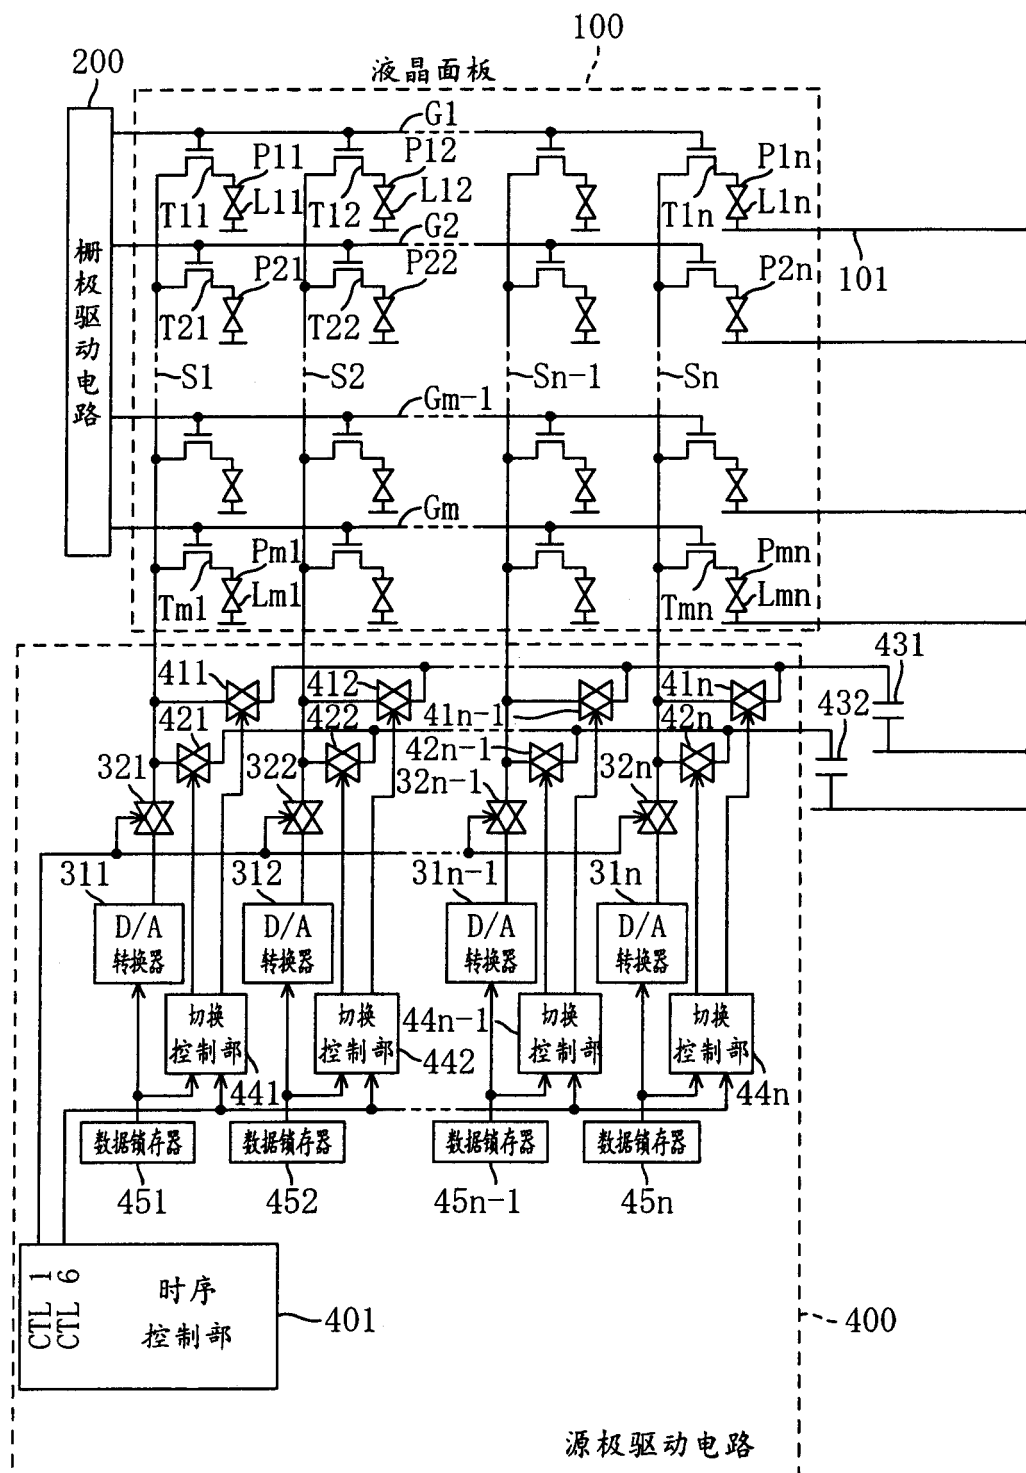 100
200
液晶面板
G1
P11
P12
P1n
L11
L12
L1n
T11
T12
T1n
G2
101
P21
P22
P2n
T21
T22
栅极驱动电路
S1
S2
Sn-1
Sn
Gm-1
Gm
Pm1
Pmn
Lm1
Lmn
Tm1
Tmn
411
412
41n-1
41n
431
421
422
42n-1
42n
432
321
322
32n-1
32n
311
312
31n-1
31n
D/A
转换器
D/A
转换器
D/A
转换器
D/A
转换器
切换
控制部
切换
控制部
44n-1
切换
控制部
切换
控制部
441
442
44n
数据锁存器
数据锁存器
数据锁存器
数据锁存器
451
452
45n-1
45n
CTL 1
CTL 6
时序
控制部
401
400
源极驱动电路